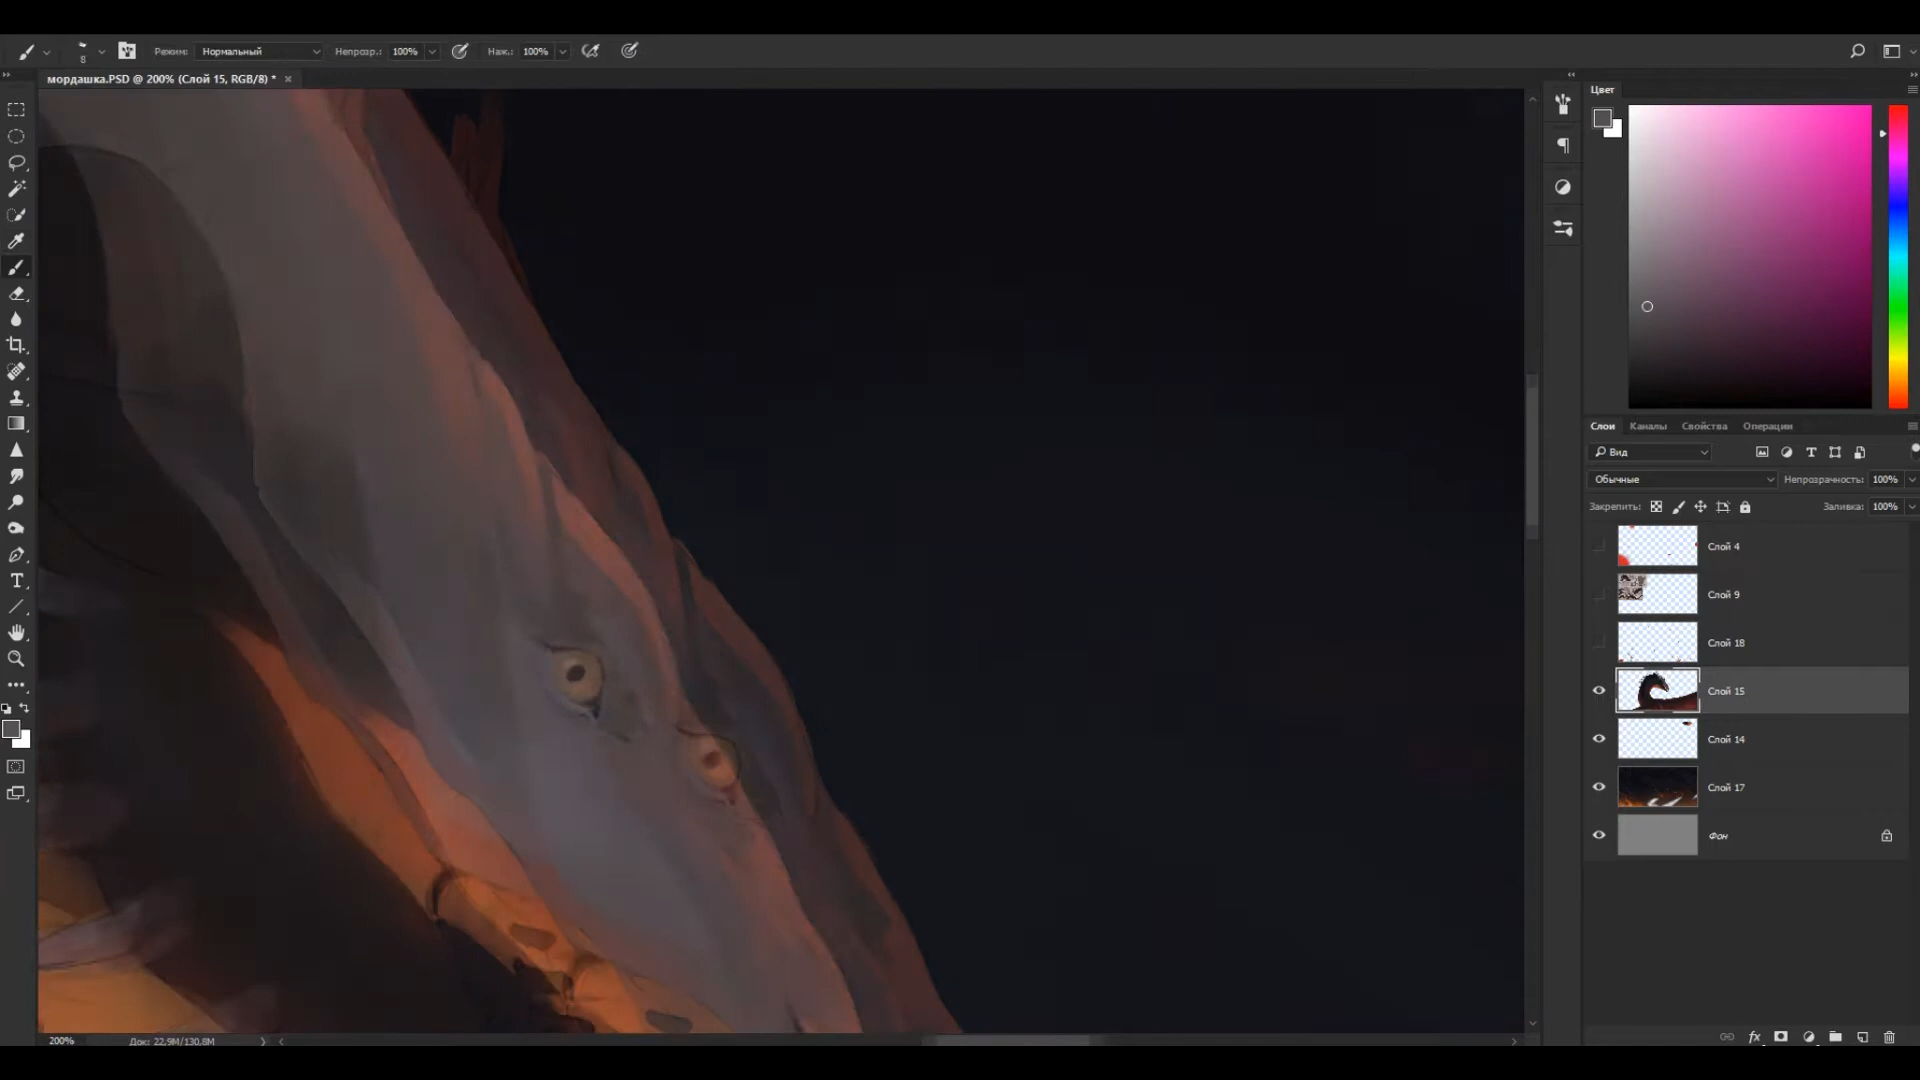 8
Режим: Нормальный Непрозр.: 100% Наж.: 100%
мордашка.PSD @ 200% (Слой 15, RGB/8) *
Цвет
Слои Каналы Свойства Операции
Вид
Обычные Непрозрачность: 100%
Закрепить: Заливка: 100%
Слой 4
Слой 9
Слой 18
Слой 15
Слой 14
Слой 17
Фон
200% Док: 22,9M/130,8M